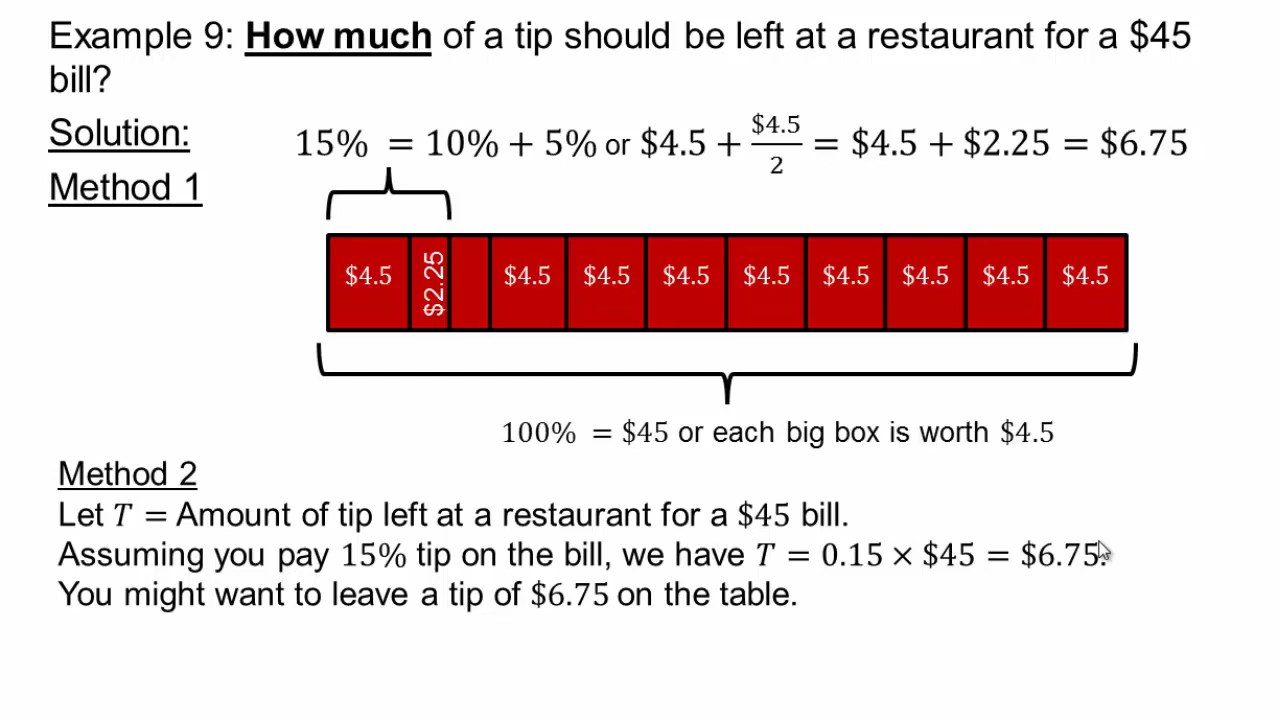 Example 9: How much of a tip should be left at a restaurant for a $45
bill?
Solution:
15% = 10% + 5% or $4.5 + $4.5/2 = $4.5 + $2.25 = $6.75
Method 1
$4.5 $2.25 $4.5 $4.5 $4.5 $4.5 $4.5 $4.5 $4.5 $4.5
100% = $45 or each big box is worth $4.5
Method 2
Let T = Amount of tip left at a restaurant for a $45 bill.
Assuming you pay 15% tip on the bill, we have T = 0.15 × $45 = $6.75.
You might want to leave a tip of $6.75 on the table.